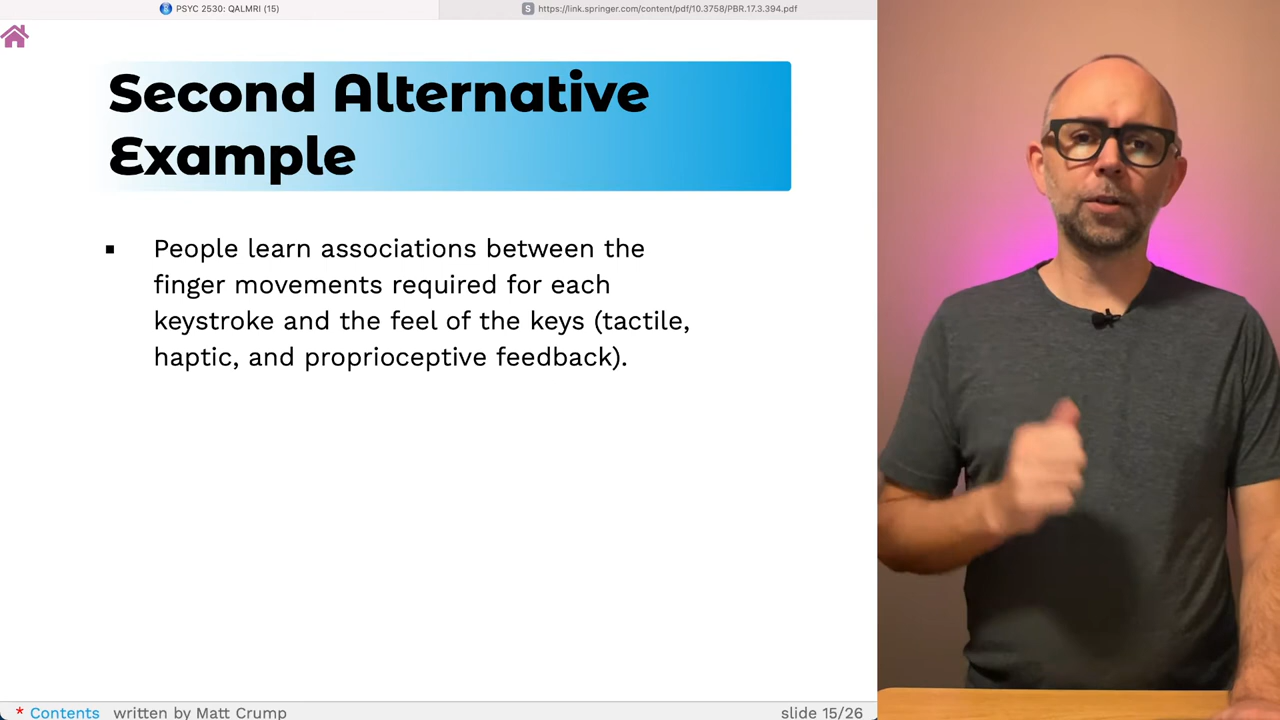 PSYC 2530: QALMRI (15)
S https://link.springer.com/content/pdf/10.3758/PBR.17.3.394.pdf
Second Alternative
Example
▪ People learn associations between the
finger movements required for each
keystroke and the feel of the keys (tactile,
haptic, and proprioceptive feedback).
* Contents written by Matt Crump
slide 15/26